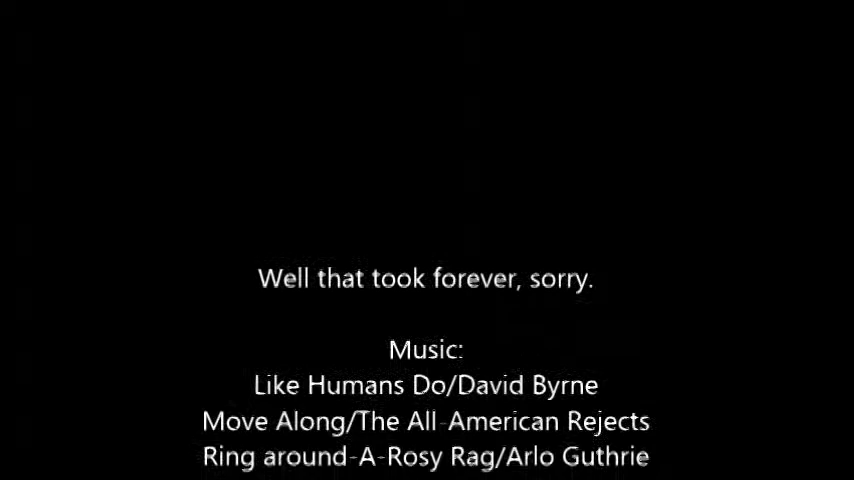 Well that took forever, sorry.
Music:
Like Humans Do/David Byrne
Move Along/The All-American Rejects
Ring around-A-Rosy Rag/Arlo Guthrie